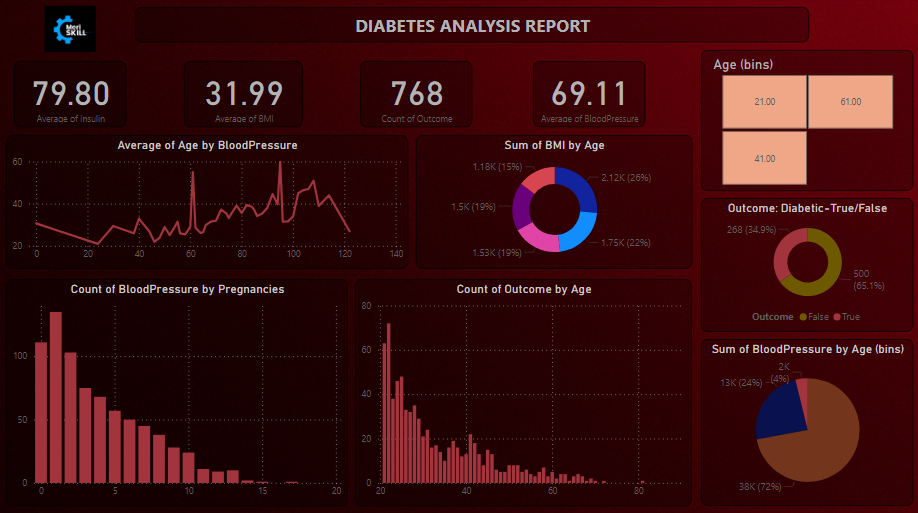 Meri
SKILL
DIABETES ANALYSIS REPORT
79.80
Average of Insulin
31.99
Average of BMI
768
Count of Outcome
69.11
Average of BloodPressure
Age (bins)
21.00
61.00
41.00
Average of Age by BloodPressure
60
40
20
0
20
40
60
80
100
120
140
Sum of BMI by Age
1.18K (15%)
2.12K (26%)
1.5K (19%)
1.53K (19%)
1.75K (22%)
Outcome: Diabetic-True/False
268 (34.9%)
500
(65.1%)
Outcome False True
Count of BloodPressure by Pregnancies
100
50
0
0
5
10
15
20
Count of Outcome by Age
80
60
40
20
0
20
40
60
80
Sum of BloodPressure by Age (bins)
2K
(4%)
13K (24%)
38K (72%)